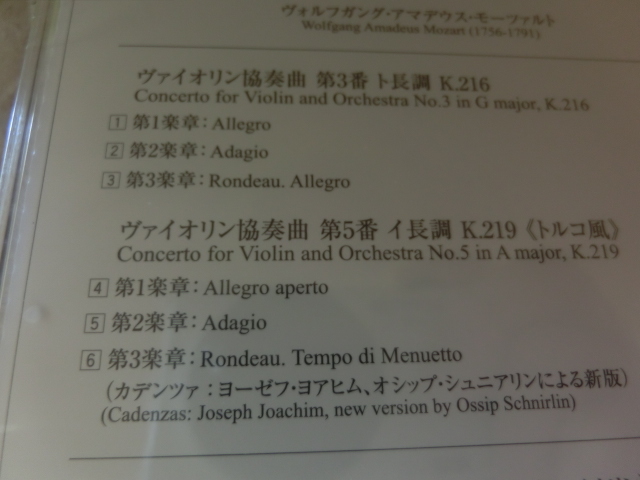 ヴォルフガング・アマデウス・モーツァルト
Wolfgang Amadeus Mozart (1756-1791)
ヴァイオリン協奏曲 第3番 ト長調 K.216
Concerto for Violin and Orchestra No.3 in G major, K.216
1 第1楽章：Allegro
2 第2楽章：Adagio
3 第3楽章：Rondeau. Allegro
ヴァイオリン協奏曲 第5番 イ長調 K.219《トルコ風》
Concerto for Violin and Orchestra No.5 in A major, K.219
4 第1楽章：Allegro aperto
5 第2楽章：Adagio
6 第3楽章：Rondeau. Tempo di Menuetto
(カデンツァ：ヨーゼフ・ヨアヒム、オシップ・シュニアリンによる新版)
(Cadenzas: Joseph Joachim, new version by Ossip Schnirlin)